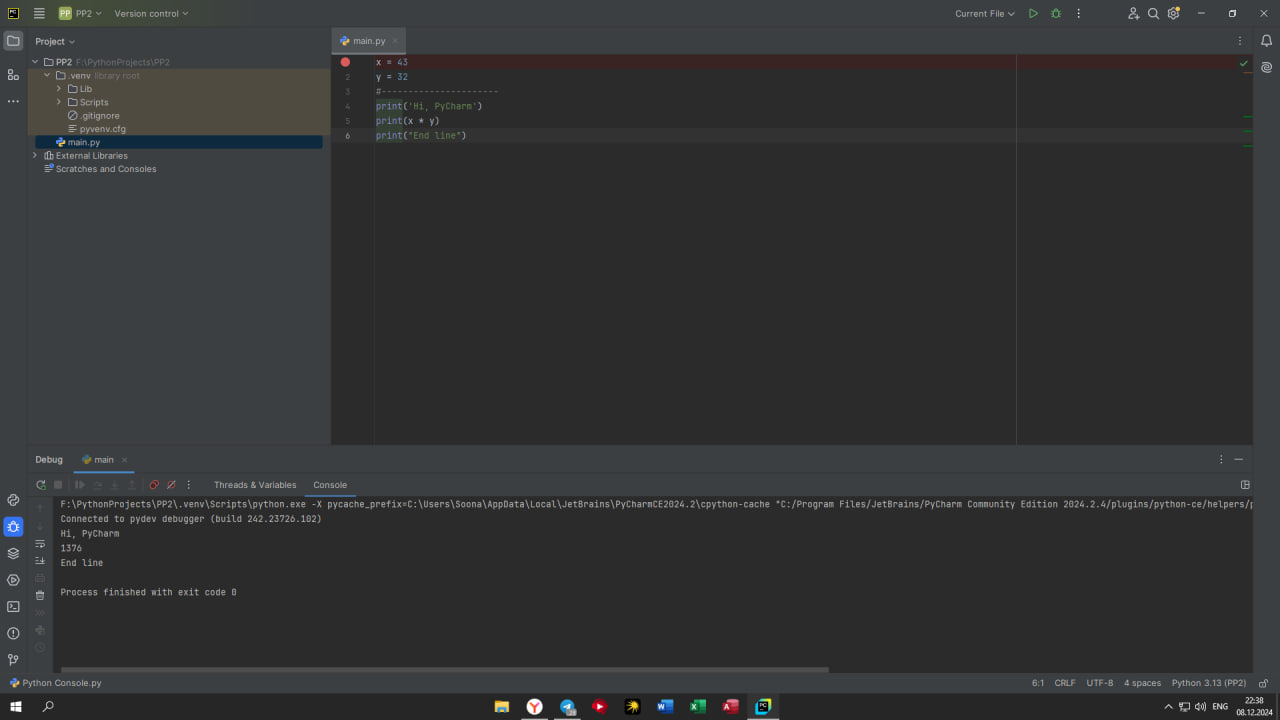 PC
PP PP2
Version control
Current File
Project
PP2 F:\PythonProjects\PP2
.venv library root
Lib
Scripts
.gitignore
pyvenv.cfg
main.py
External Libraries
Scratches and Consoles
main.py
x = 43
2 y = 32
3 #----------------------
4 print('Hi, PyCharm')
5 print(x * y)
6 print("End line")
Debug
main
Threads & Variables
Console
F:\PythonProjects\PP2\.venv\Scripts\python.exe -X pycache_prefix=C:\Users\Soona\AppData\Local\JetBrains\PyCharmCE2024.2\cpython-cache "C:/Program Files/JetBrains/PyCharm Community Edition 2024.2.4/plugins/python-ce/helpers/p
Connected to pydev debugger (build 242.23726.102)
Hi, PyCharm
1376
End line
Process finished with exit code 0
Python Console.py
6:1 CRLF UTF-8 4 spaces Python 3.13 (PP2)
ENG
22:38
08.12.2024